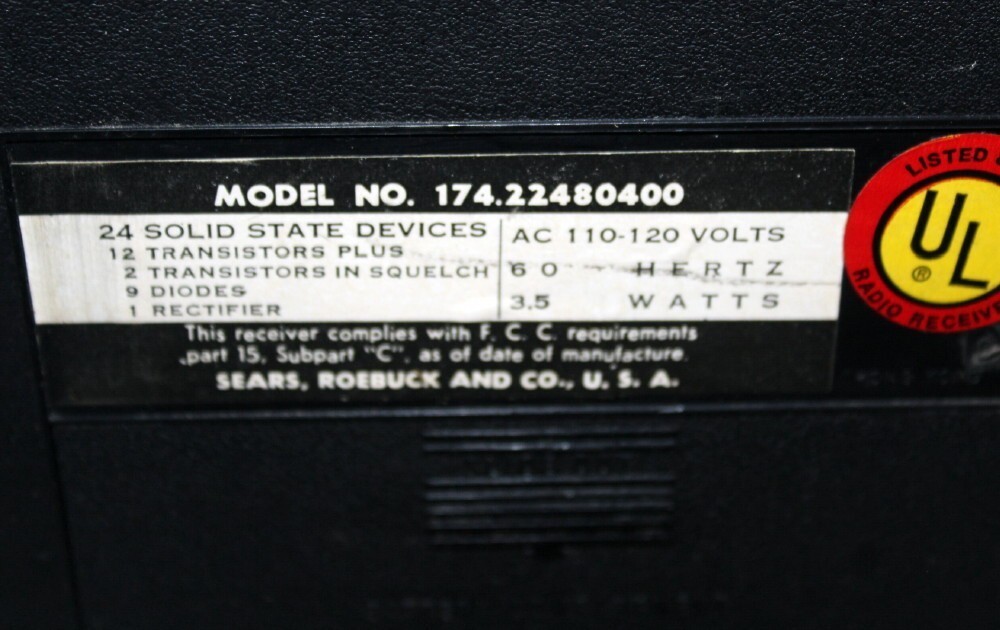 MODEL NO. 174.22480400
24 SOLID STATE DEVICES
12 TRANSISTORS PLUS
2 TRANSISTORS IN SQUELCH
9 DIODES
1 RECTIFIER
AC 110-120 VOLTS
60 HERTZ
3.5 WATTS
This receiver complies with F. C. C. requirements
part 15, Subpart "C", as of date of manufacture.
SEARS, ROEBUCK AND CO., U. S. A.
LISTED
UL
®
RADIO RECEIVE